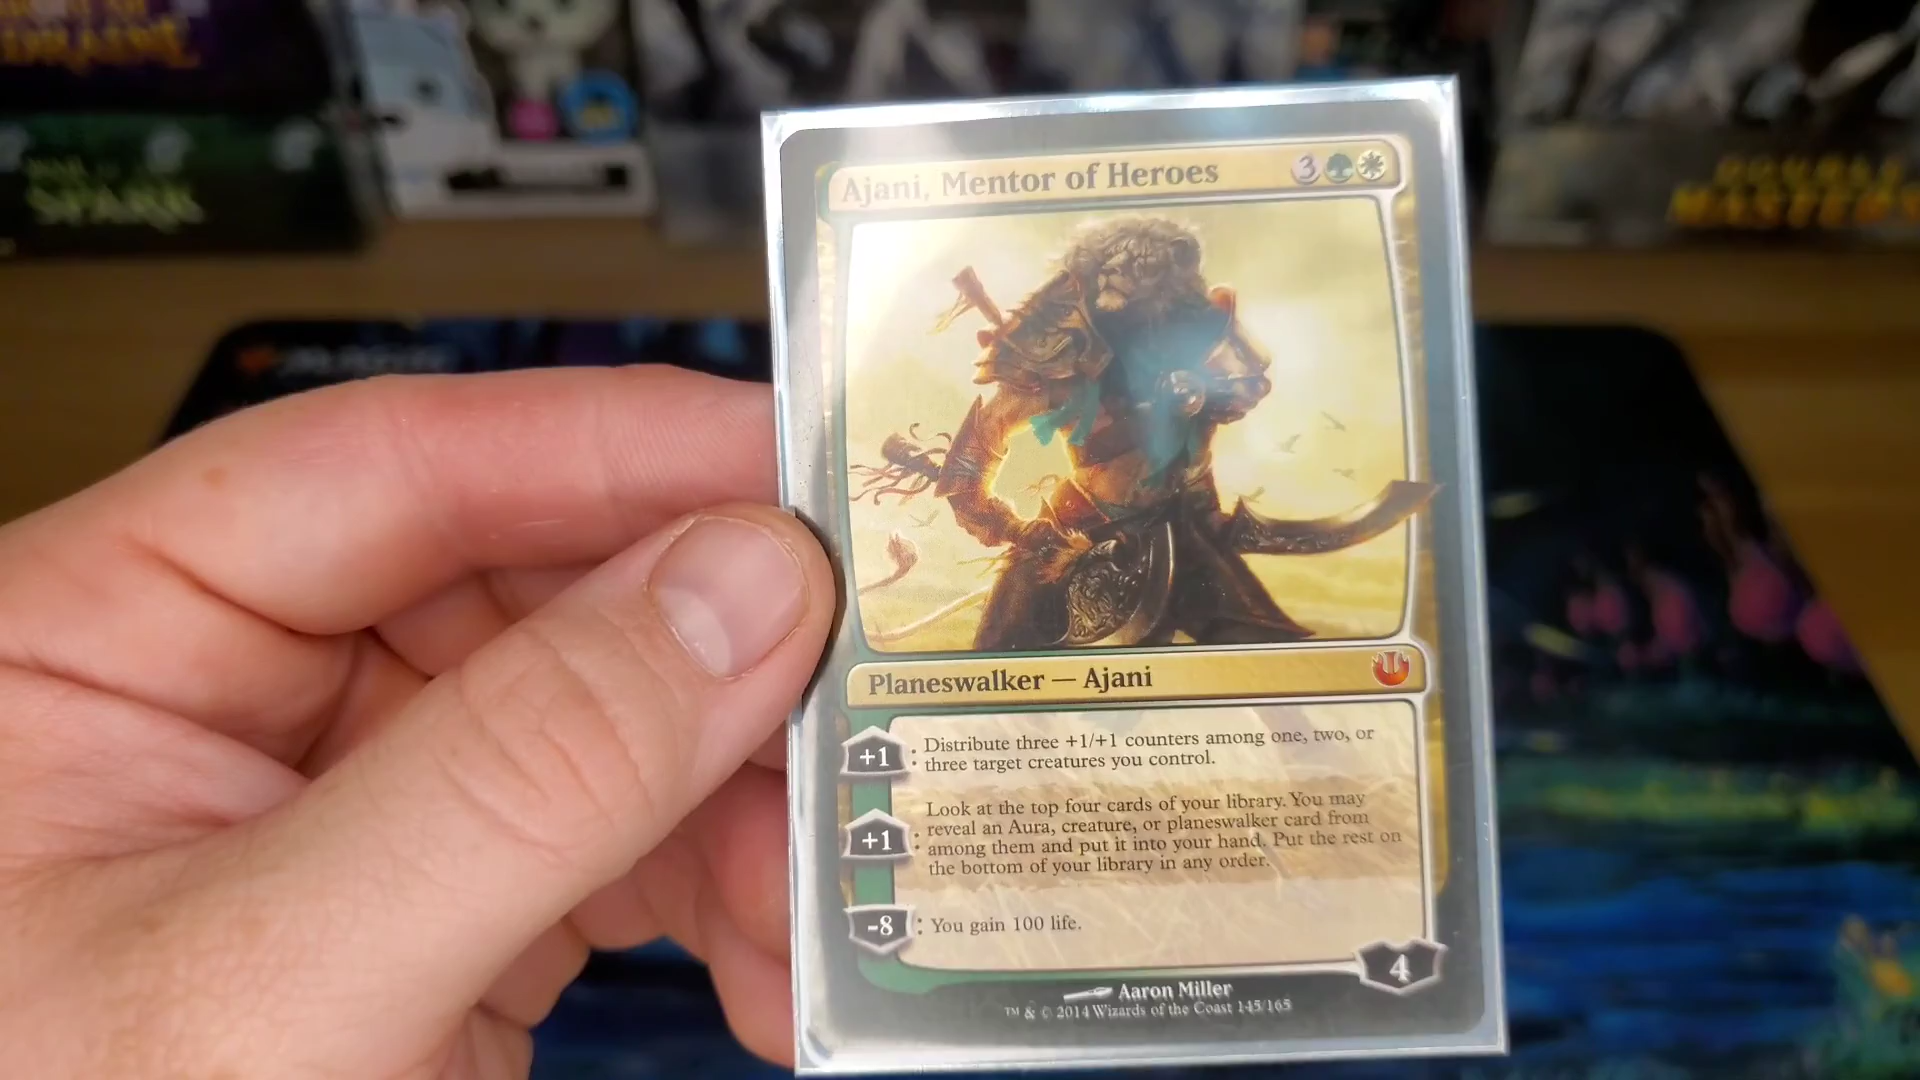 SPARK
MAGIC
DOUBLE
MASTERS
Ajani, Mentor of Heroes
3
Planeswalker — Ajani
+1 : Distribute three +1/+1 counters among one, two, or
three target creatures you control.
+1 : Look at the top four cards of your library. You may
reveal an Aura, creature, or planeswalker card from
among them and put it into your hand. Put the rest on
the bottom of your library in any order.
-8 : You gain 100 life.
4
Aaron Miller
™ & © 2014 Wizards of the Coast 145/165